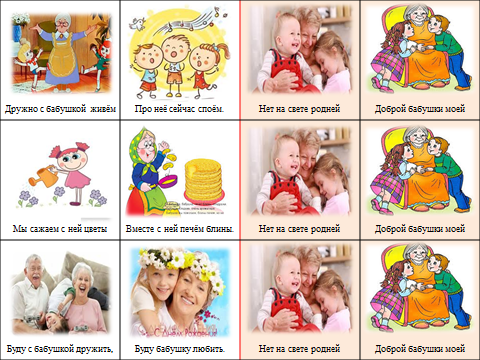 Дружно с бабушкой живём
Про неё сейчас споём.
Нет на свете родней
Доброй бабушки моей
Мы сажаем с ней цветы
Вместе с ней печём блины.
Нет на свете родней
Доброй бабушки моей
Буду с бабушкой дружить,
Буду бабушку любить.
Нет на свете родней
Доброй бабушки моей